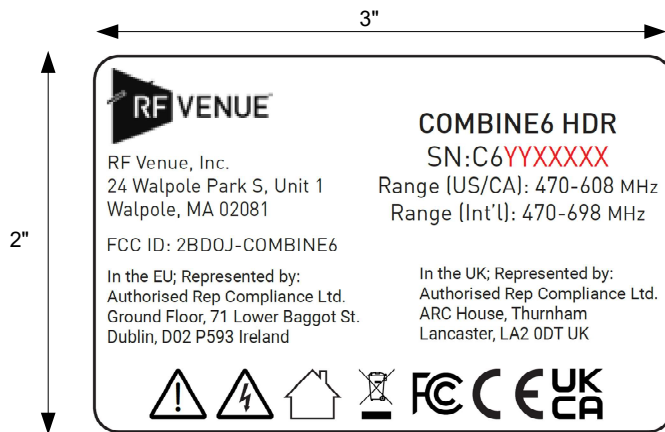 3"
2"
RF VENUE
RF Venue, Inc.
24 Walpole Park S, Unit 1
Walpole, MA 02081
FCC ID: 2BDOJ-COMBINE6
COMBINE6 HDR
SN:C6YYXXXXX
Range (US/CA): 470-608 MHz
Range (Int'l): 470-698 MHz
In the EU; Represented by:
Authorised Rep Compliance Ltd.
Ground Floor, 71 Lower Baggot St.
Dublin, D02 P593 Ireland
In the UK; Represented by:
Authorised Rep Compliance Ltd.
ARC House, Thurnham
Lancaster, LA2 0DT UK
FC CE UK
CA